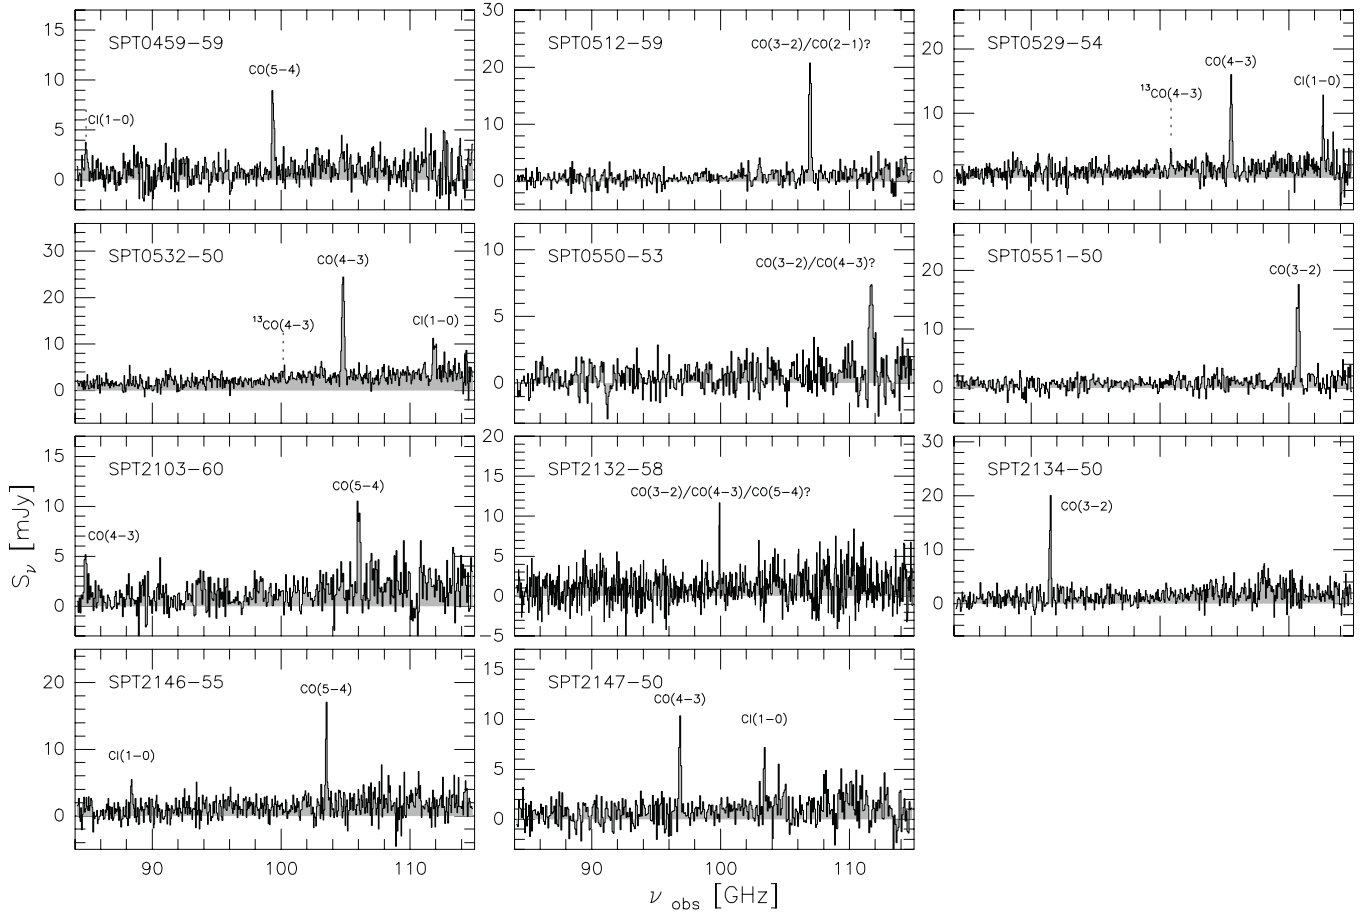 SPT0459−59
CO(5−4)
CI(1−0)
15
10
5
0
SPT0512−59
CO(3−2)/CO(2−1)?
30
20
10
0
SPT0529−54
CO(4−3)
¹³CO(4−3)
CI(1−0)
20
10
0
SPT0532−50
CO(4−3)
¹³CO(4−3)
CI(1−0)
30
20
10
0
SPT0550−53
CO(3−2)/CO(4−3)?
10
5
0
SPT0551−50
CO(3−2)
20
10
0
SPT2103−60
CO(5−4)
CO(4−3)
15
10
5
0
SPT2132−58
CO(3−2)/CO(4−3)/CO(5−4)?
20
15
10
5
0
−5
SPT2134−50
CO(3−2)
30
20
10
0
SPT2146−55
CO(5−4)
CI(1−0)
20
10
0
90
100
110
SPT2147−50
CO(4−3)
CI(1−0)
15
10
5
0
90
100
110
S_ν [mJy]
ν obs [GHz]